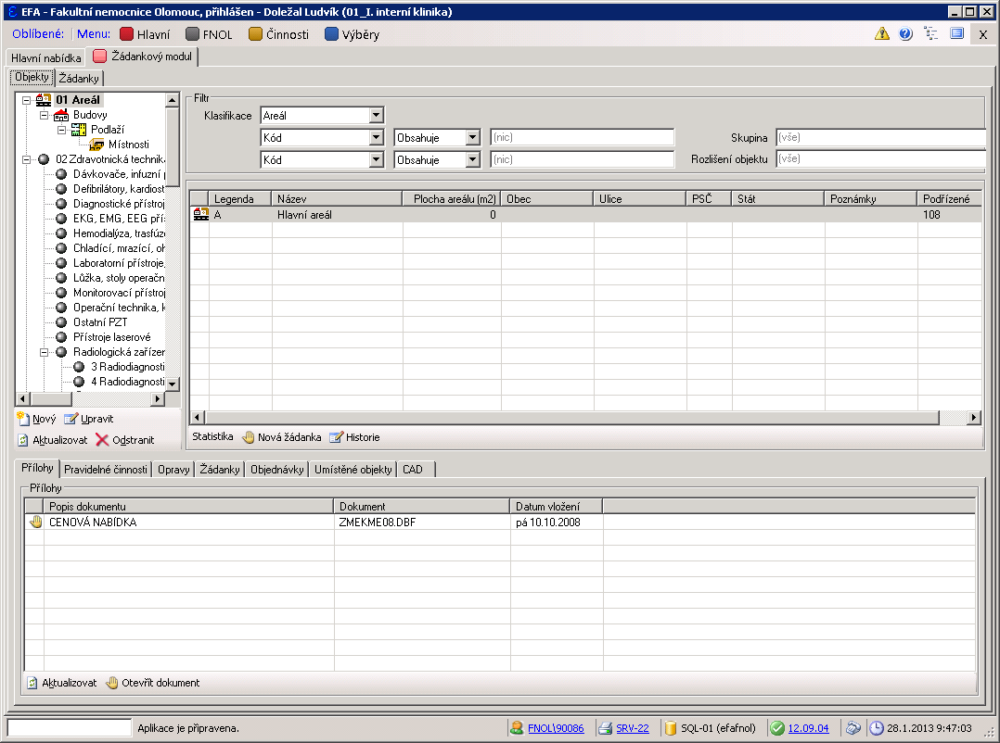 EFA - Fakultní nemocnice Olomouc, přihlášen - Doležal Ludvík (01_I. interní klinika)
Oblíbené: Menu: Hlavní FNOL Činnosti Výběry X
Hlavní nabídka Žádankový modul
Objekty Žádanky
01 Areál
Budovy
Podlaží
Místnosti
02 Zdravotnická technik
Dávkovače, infuzní
Defibrilátory, kardiost
Diagnostické přístroj
EKG, EMG, EEG pří
Hemodialýza, trasfúz
Chladící, mrazící, oh
Laboratorní přístroje,
Lůžka, stoly operačn
Monitorovací přístroj
Operační technika, k
Ostatní PZT
Přístroje laserové
Radiologická zařízer
3 Radiodiagnosti
4 Radiodiagnosti
Nový Upravit
Aktualizovat Odstranit
Filtr
Klasifikace Areál
Kód Obsahuje (nic) Skupina (vše)
Kód Obsahuje (nic) Rozlišení objektu (vše)
Legenda Název Plocha areálu (m2) Obec Ulice PSČ Stát Poznámky Podřízené
A Hlavní areál 0 108
Statistika Nová žádanka Historie
Přílohy Pravidelné činnosti Opravy Žádanky Objednávky Umístěné objekty CAD
Přílohy
Popis dokumentu Dokument Datum vložení
CENOVÁ NABÍDKA ZMEKME08.DBF pá 10.10.2008
Aktualizovat Otevřít dokument
Aplikace je připravena. FNOL\90086 SRV-22 SQL-01 (efafnol) 12.09.04 28.1.2013 9:47:03